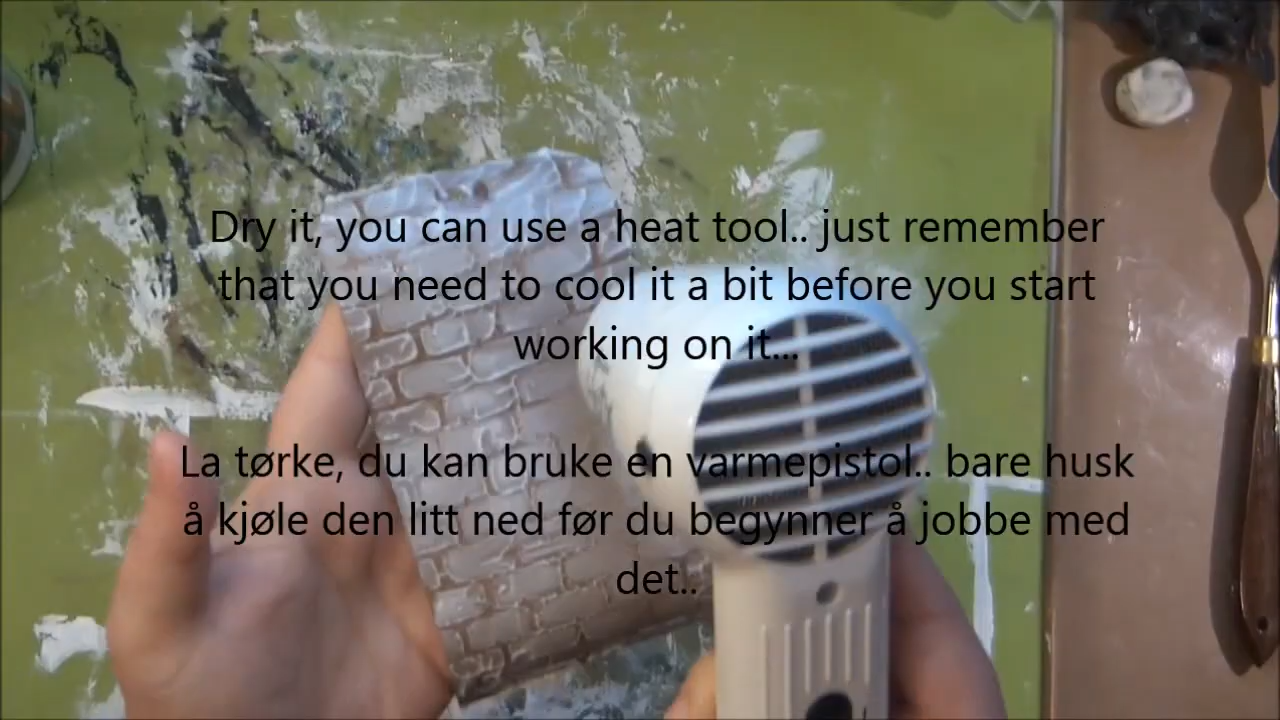 Dry it, you can use a heat tool.. just remember
that you need to cool it a bit before you start
working on it...
La tørke, du kan bruke en varmepistol.. bare husk
å kjøle den litt ned før du begynner å jobbe med
det..